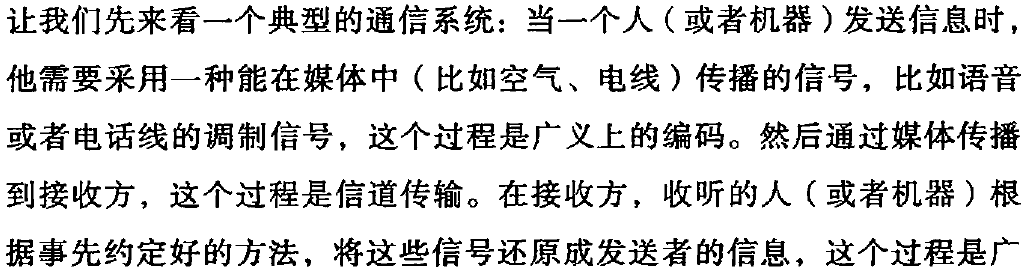 让我们先来看一个典型的通信系统：当一个人（或者机器）发送信息时，
他需要采用一种能在媒体中（比如空气、电线）传播的信号，比如语音
或者电话线的调制信号，这个过程是广义上的编码。然后通过媒体传播
到接收方，这个过程是信道传输。在接收方，收听的人（或者机器）根
据事先约定好的方法，将这些信号还原成发送者的信息，这个过程是广